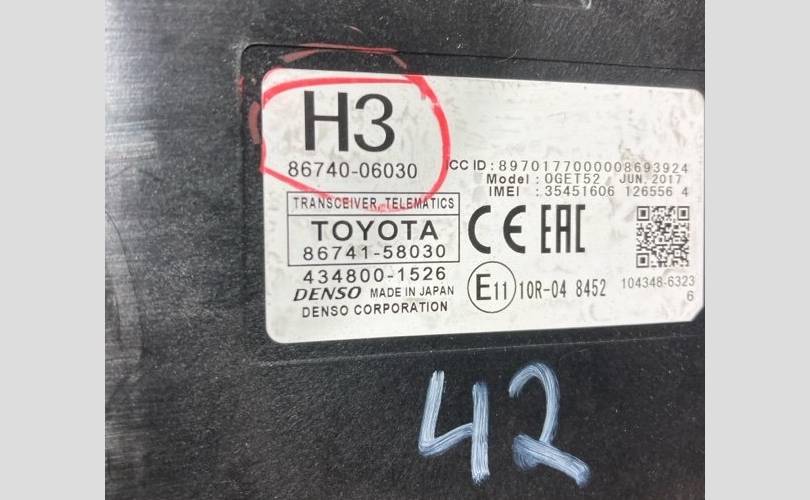 H3
86740-06030
ICC ID : 8970177000008693924
Model : 0GET52 JUN, 2017
IMEI : 35451606 126556 4
TRANSCEIVER, TELEMATICS
TOYOTA
86741-58030
434800-1526
DENSO MADE IN JAPAN
DENSO CORPORATION
CE EAC
E11 10R-04 8452
104348-6323
6
42